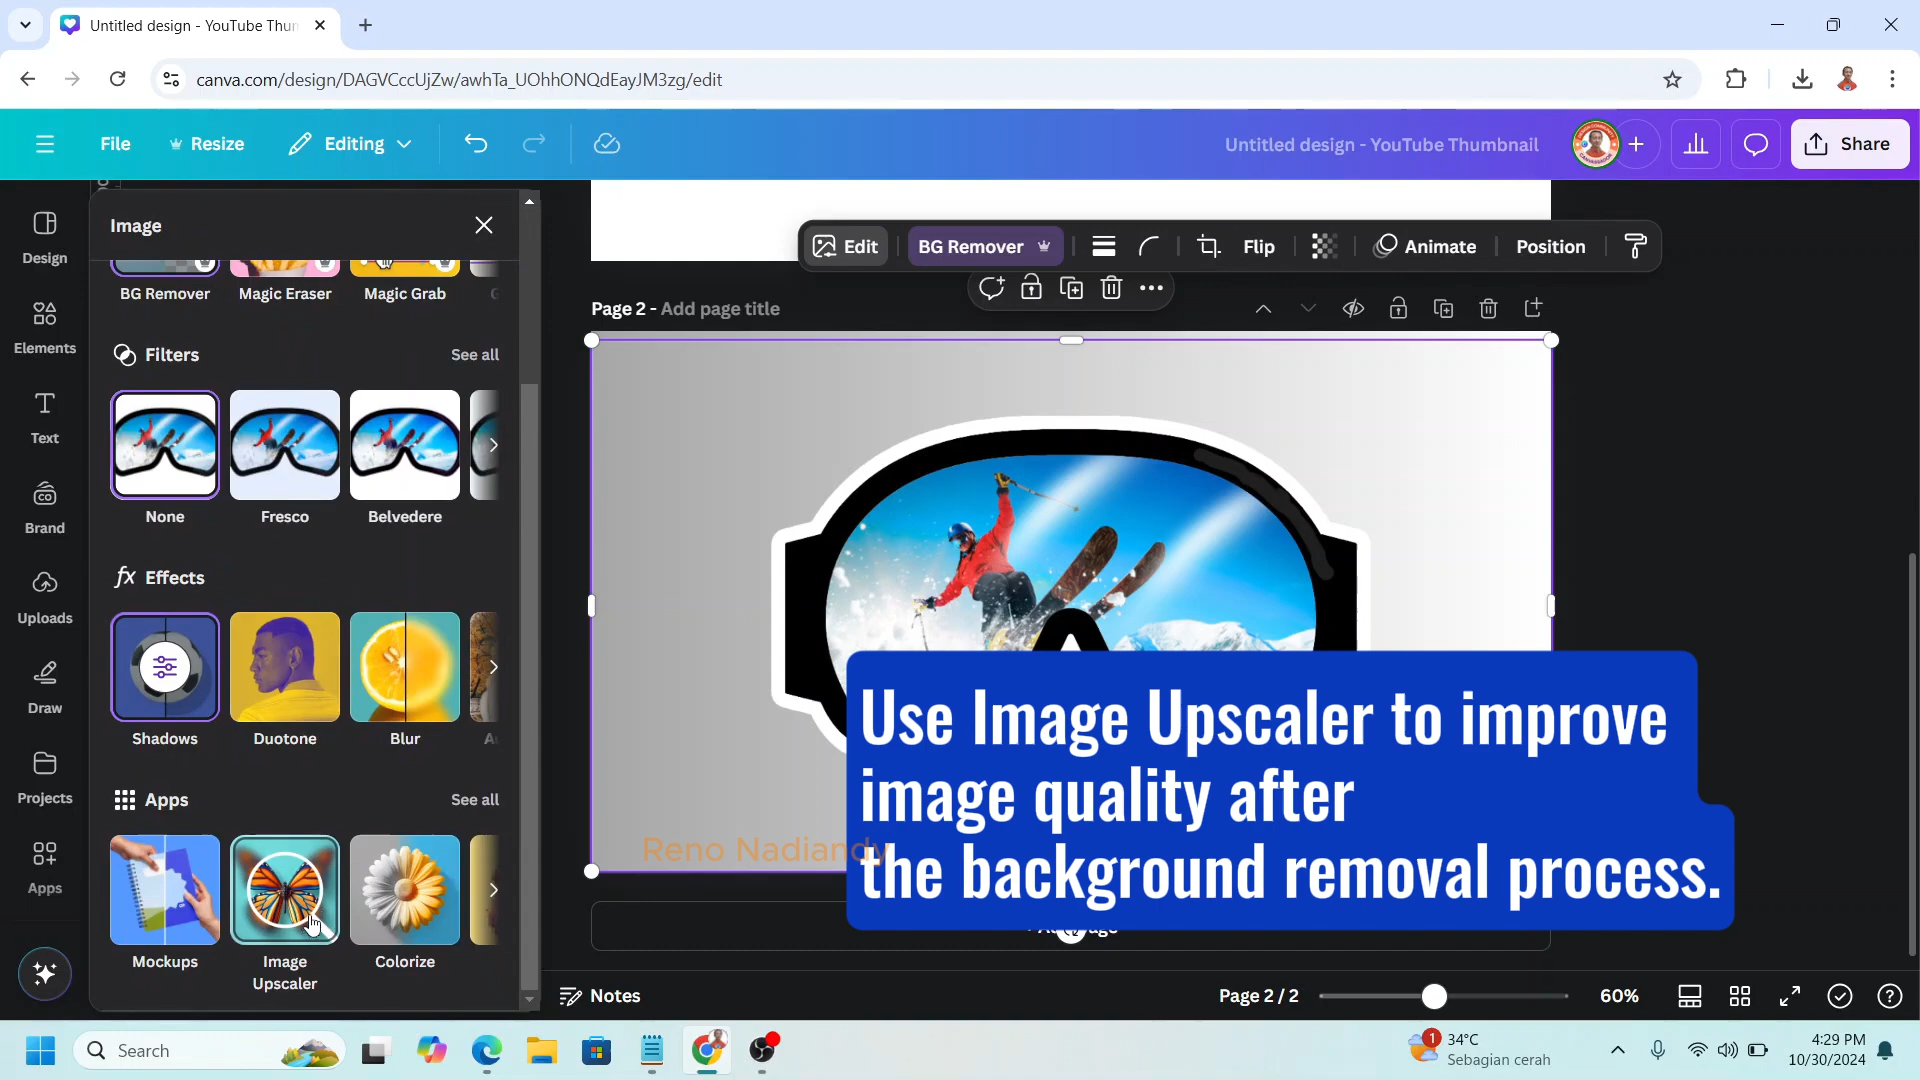 Untitled design - YouTube Thun
canva.com/design/DAGVCccUjZw/awhTa_UOhhONQdEayJM3zg/edit
File
Resize
Editing
Untitled design - YouTube Thumbnail
Share
Design
Elements
Text
Brand
Uploads
Draw
Projects
Apps
Image
BG Remover
Magic Eraser
Magic Grab
Filters
See all
None
Fresco
Belvedere
Effects
Shadows
Duotone
Blur
Apps
See all
Mockups
Image
Upscaler
Colorize
Edit
BG Remover
Flip
Animate
Position
Page 2 - Add page title
Use Image Upscaler to improve
image quality after
the background removal process.
Reno Nadiandy
Notes
Page 2 / 2
60%
Search
1
34°C
Sebagian cerah
4:29 PM
10/30/2024